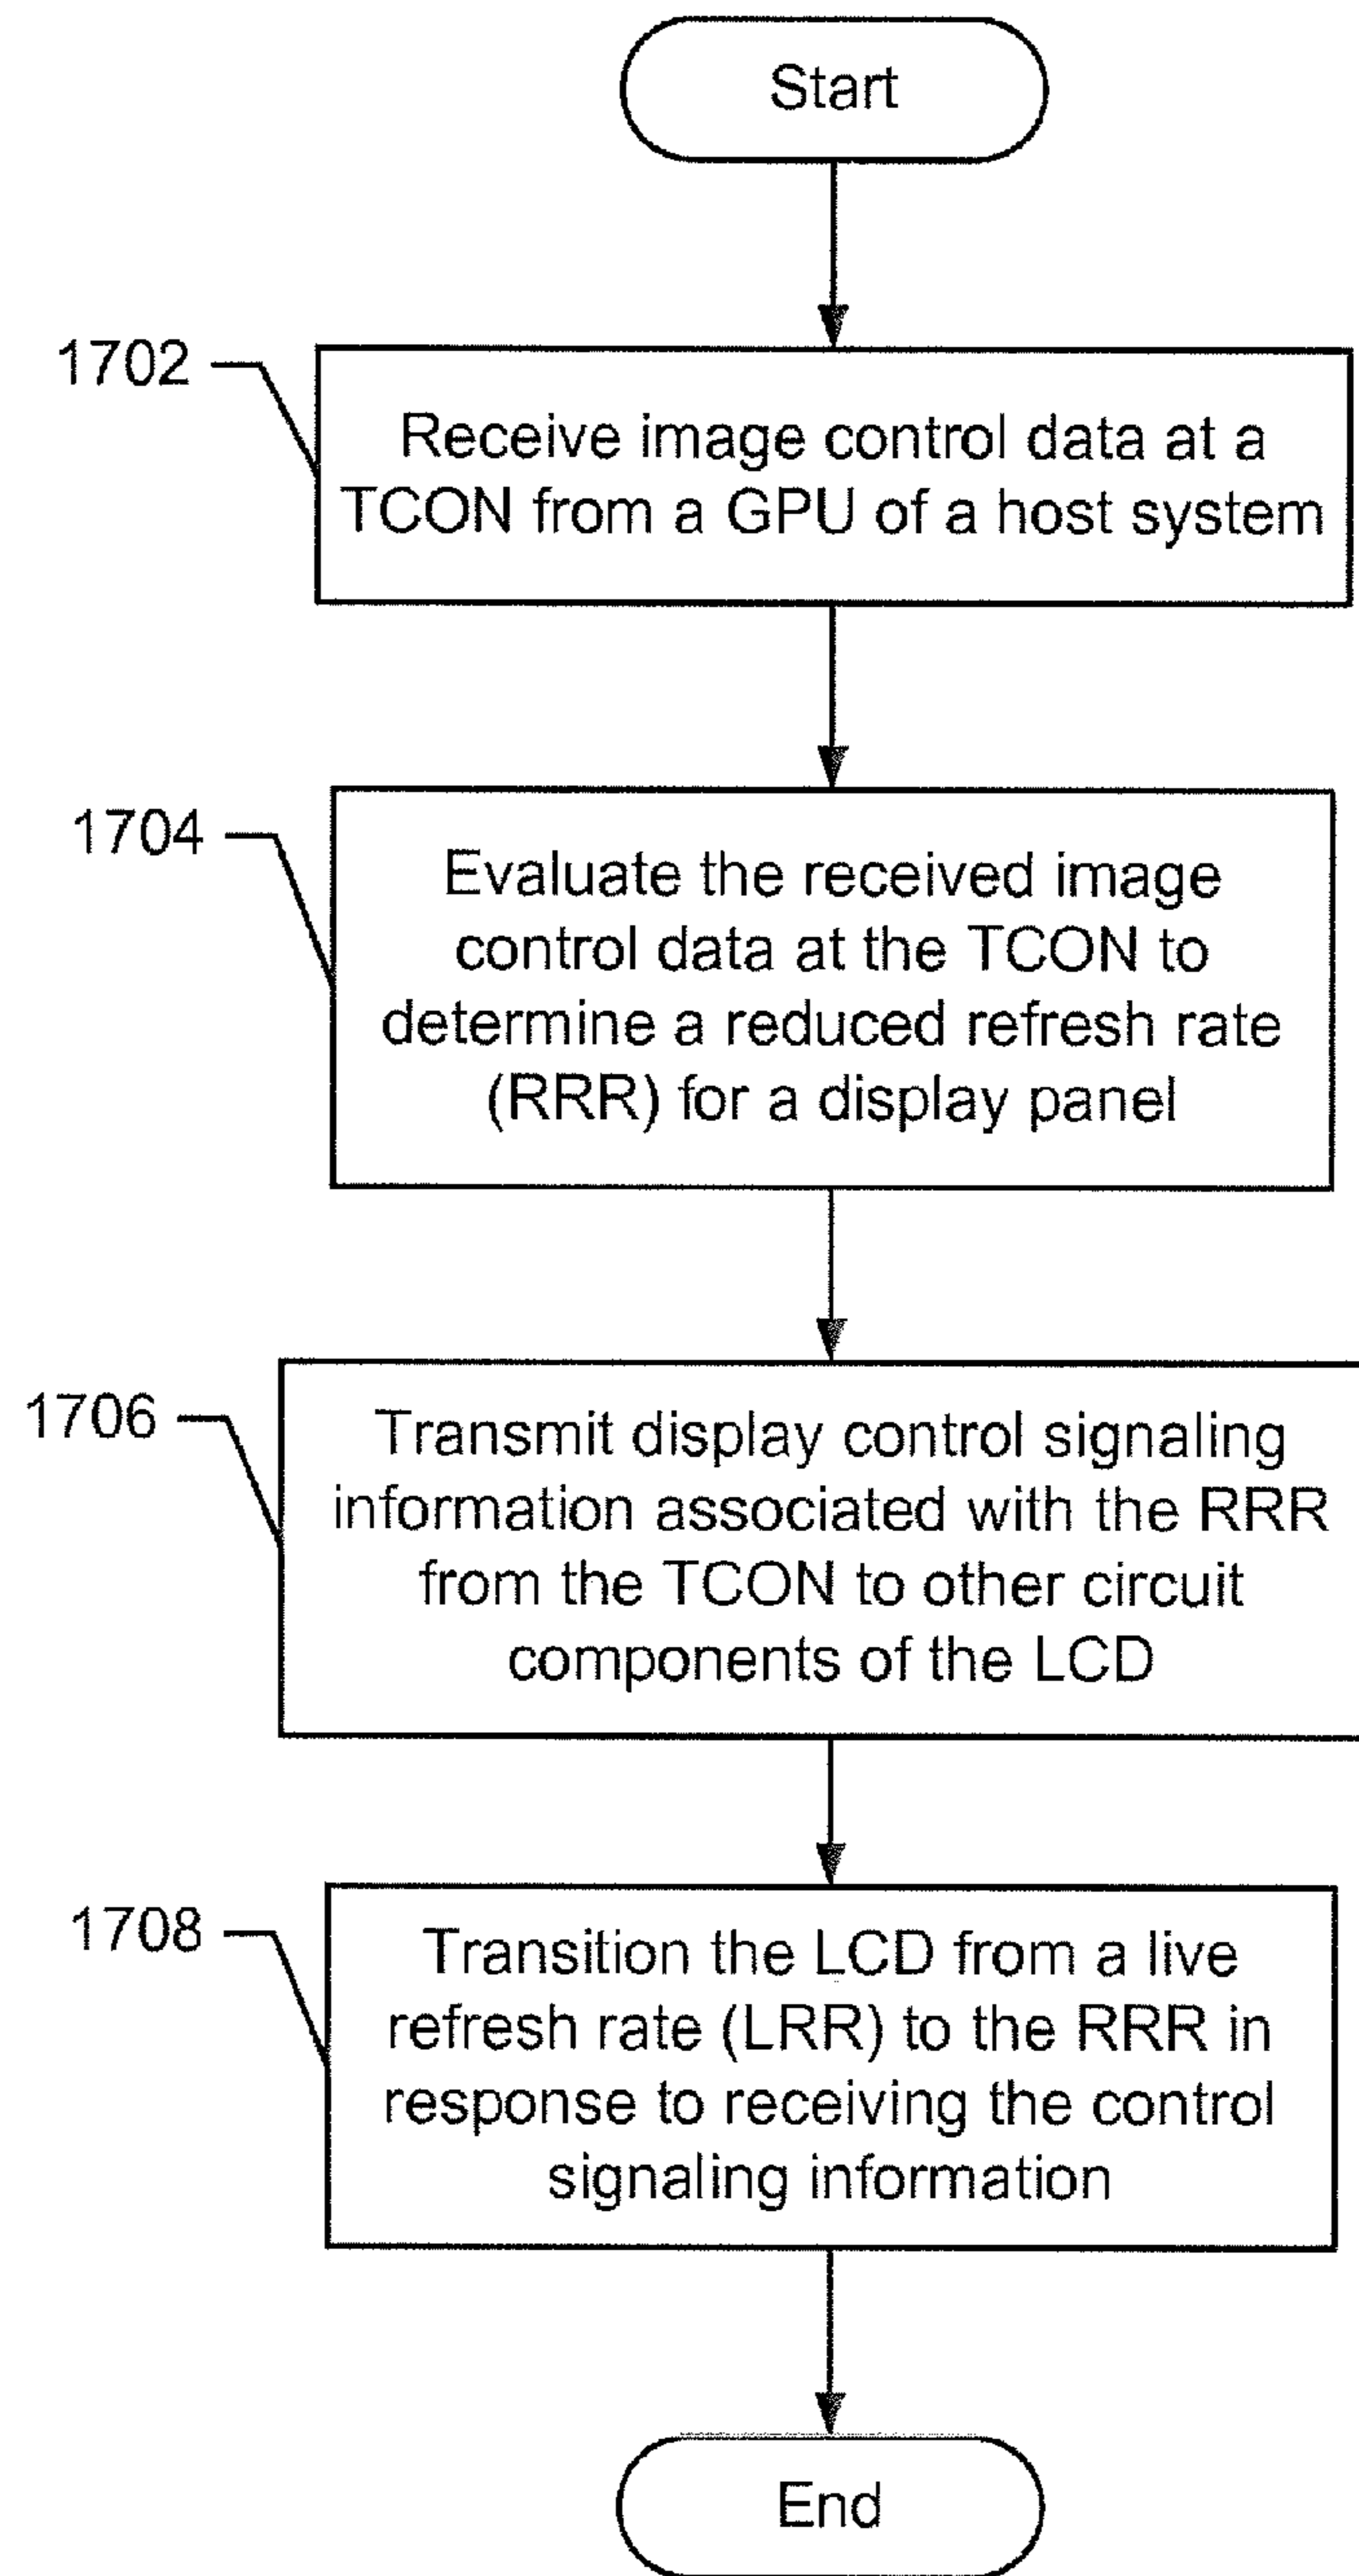 Start
1702
Receive image control data at a
TCON from a GPU of a host system
1704
Evaluate the received image
control data at the TCON to
determine a reduced refresh rate
(RRR) for a display panel
1706
Transmit display control signaling
information associated with the RRR
from the TCON to other circuit
components of the LCD
1708
Transition the LCD from a live
refresh rate (LRR) to the RRR in
response to receiving the control
signaling information
End